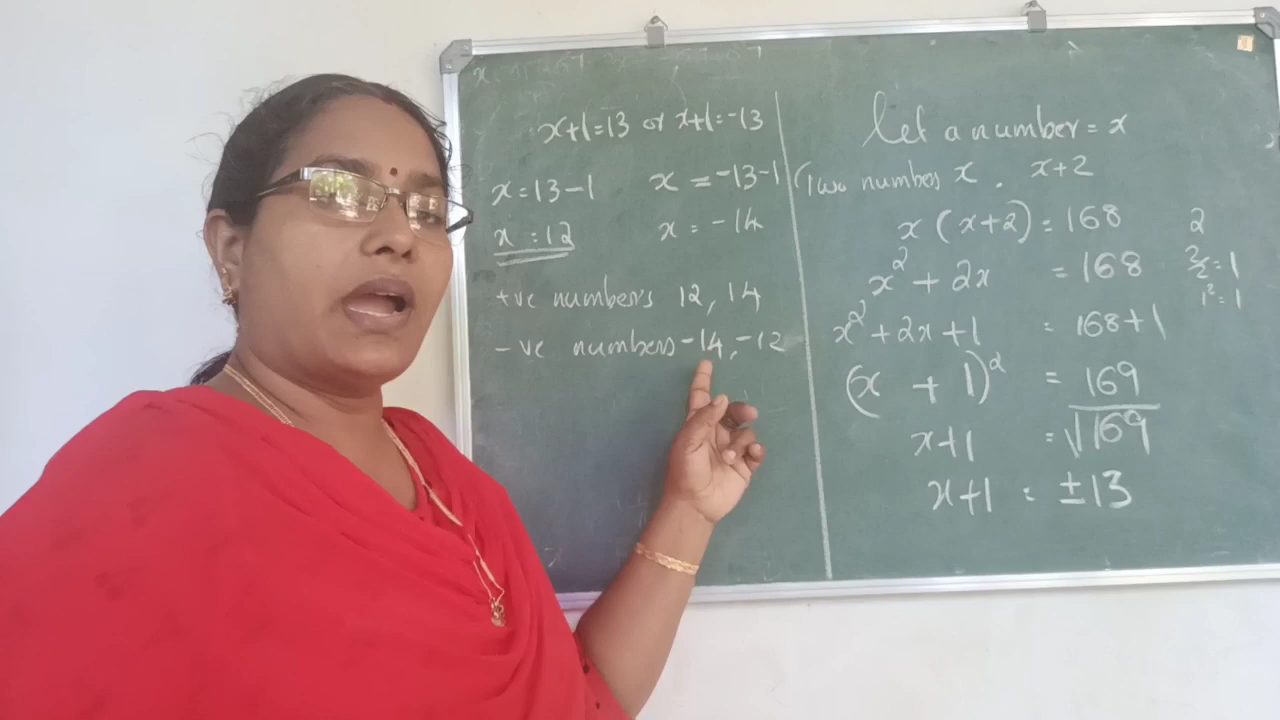 Let a number = x
Two numbers x, x+2
x(x+2) = 168
x² + 2x = 168
x² + 2x + 1 = 168+1
(x + 1)² = 169
x+1 = √169
x+1 = ±13
2
2/2 = 1
1² = 1
x+1=13 or x+1=-13
x=13-1 x = -13-1
x = 12 x = -14
+ve numbers 12, 14
-ve numbers -14, -12